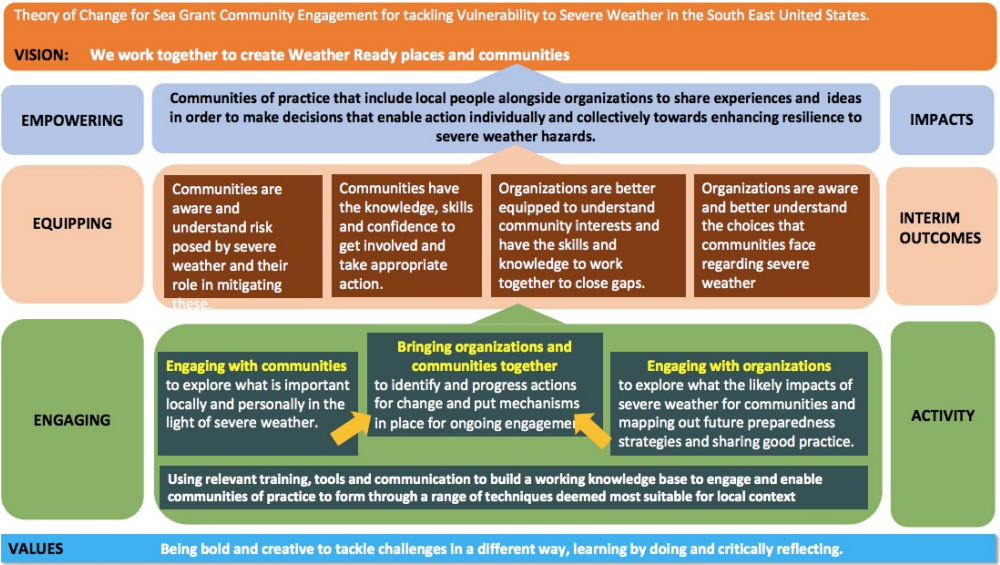 Theory of Change for Sea Grant Community Engagement for tackling Vulnerability to Severe Weather in the South East United States.
VISION: We work together to create Weather Ready places and communities
EMPOWERING
Communities of practice that include local people alongside organizations to share experiences and ideas
in order to make decisions that enable action individually and collectively towards enhancing resilience to
severe weather hazards.
IMPACTS
EQUIPPING
Communities are
aware and
understand risk
posed by severe
weather and their
role in mitigating
these.
Communities have
the knowledge, skills
and confidence to
get involved and
take appropriate
action.
Organizations are better
equipped to understand
community interests and
have the skills and
knowledge to work
together to close gaps.
Organizations are aware
and better understand
the choices that
communities face
regarding severe
weather
INTERIM
OUTCOMES
ENGAGING
Engaging with communities
to explore what is important
locally and personally in the
light of severe weather.
Bringing organizations and
communities together
to identify and progress actions
for change and put mechanisms
in place for ongoing engagemen
Engaging with organizations
to explore what the likely impacts of
severe weather for communities and
mapping out future preparedness
strategies and sharing good practice.
Using relevant training, tools and communication to build a working knowledge base to engage and enable
communities of practice to form through a range of techniques deemed most suitable for local context
ACTIVITY
VALUES Being bold and creative to tackle challenges in a different way, learning by doing and critically reflecting.